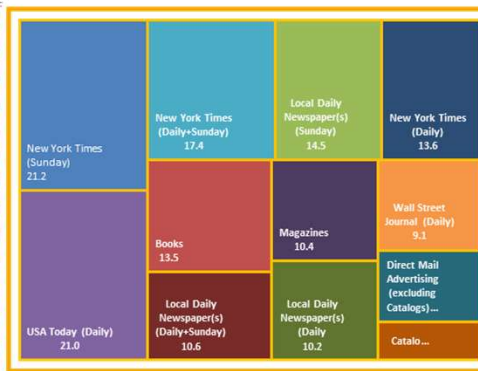 New York Times
(Sunday)
21.2
New York Times
(Daily+Sunday)
17.4
Local Daily
Newspaper(s)
(Sunday)
14.5
New York Times
(Daily)
13.6
USA Today (Daily)
21.0
Books
13.5
Magazines
10.4
Wall Street
Journal (Daily)
9.1
Local Daily
Newspaper(s)
(Daily+Sunday)
10.6
Local Daily
Newspaper(s)
(Daily
10.2
Direct Mail
Advertising
(excluding
Catalogs)...
Catalo...